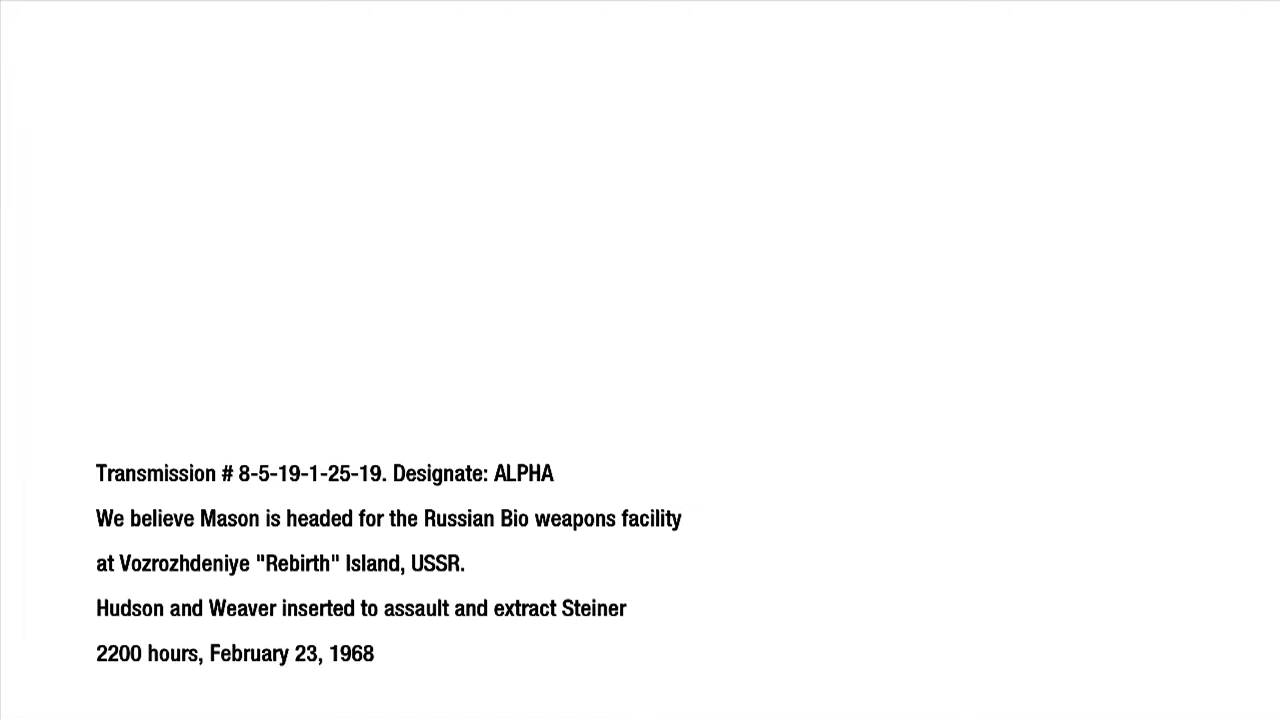 Transmission # 8-5-19-1-25-19. Designate: ALPHA
We believe Mason is headed for the Russian Bio weapons facility
at Vozrozhdeniye "Rebirth" Island, USSR.
Hudson and Weaver inserted to assault and extract Steiner
2200 hours, February 23, 1968